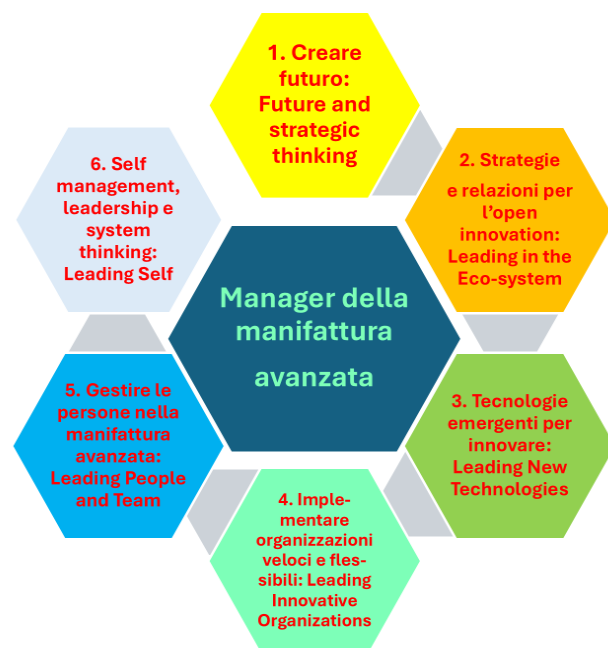 1. Creare
futuro:
Future and
strategic
thinking
2. Strategie
e relazioni per
l'open
innovation:
Leading in the
Eco-system
3. Tecnologie
emergenti per
innovare:
Leading New
Technologies
4. Imple-
mentare
organizzazioni
veloci e fles-
sibili: Leading
Innovative
Organizations
5. Gestire le
persone nella
manifattura
avanzata:
Leading People
and Team
6. Self
management,
leadership e
system
thinking:
Leading Self
Manager della
manifattura
avanzata